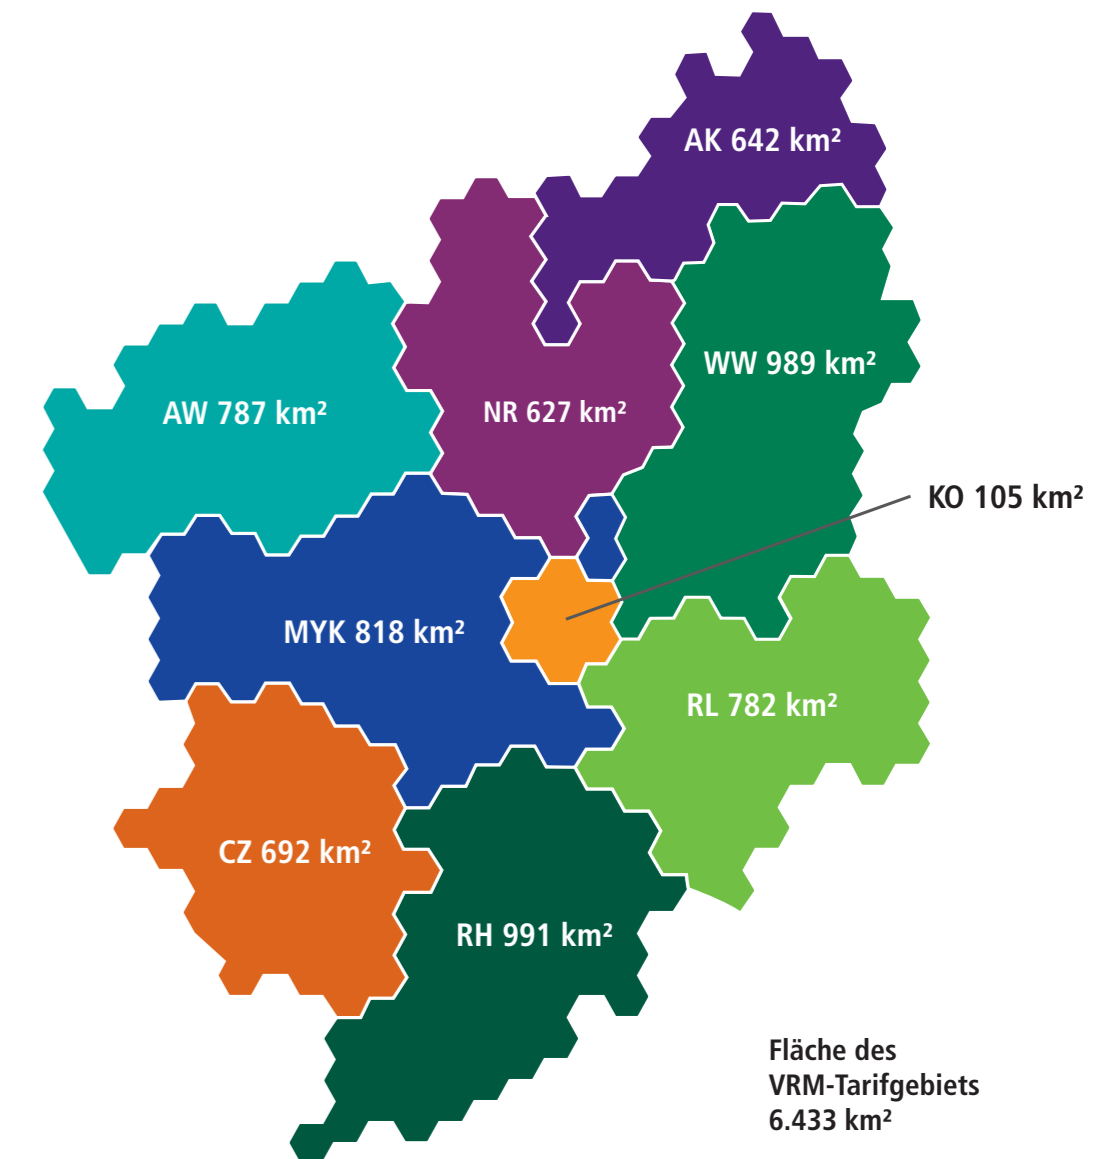 AK 642 km²
WW 989 km²
AW 787 km²
NR 627 km²
KO 105 km²
MYK 818 km²
RL 782 km²
CZ 692 km²
RH 991 km²
Fläche des
VRM-Tarifgebiets
6.433 km²